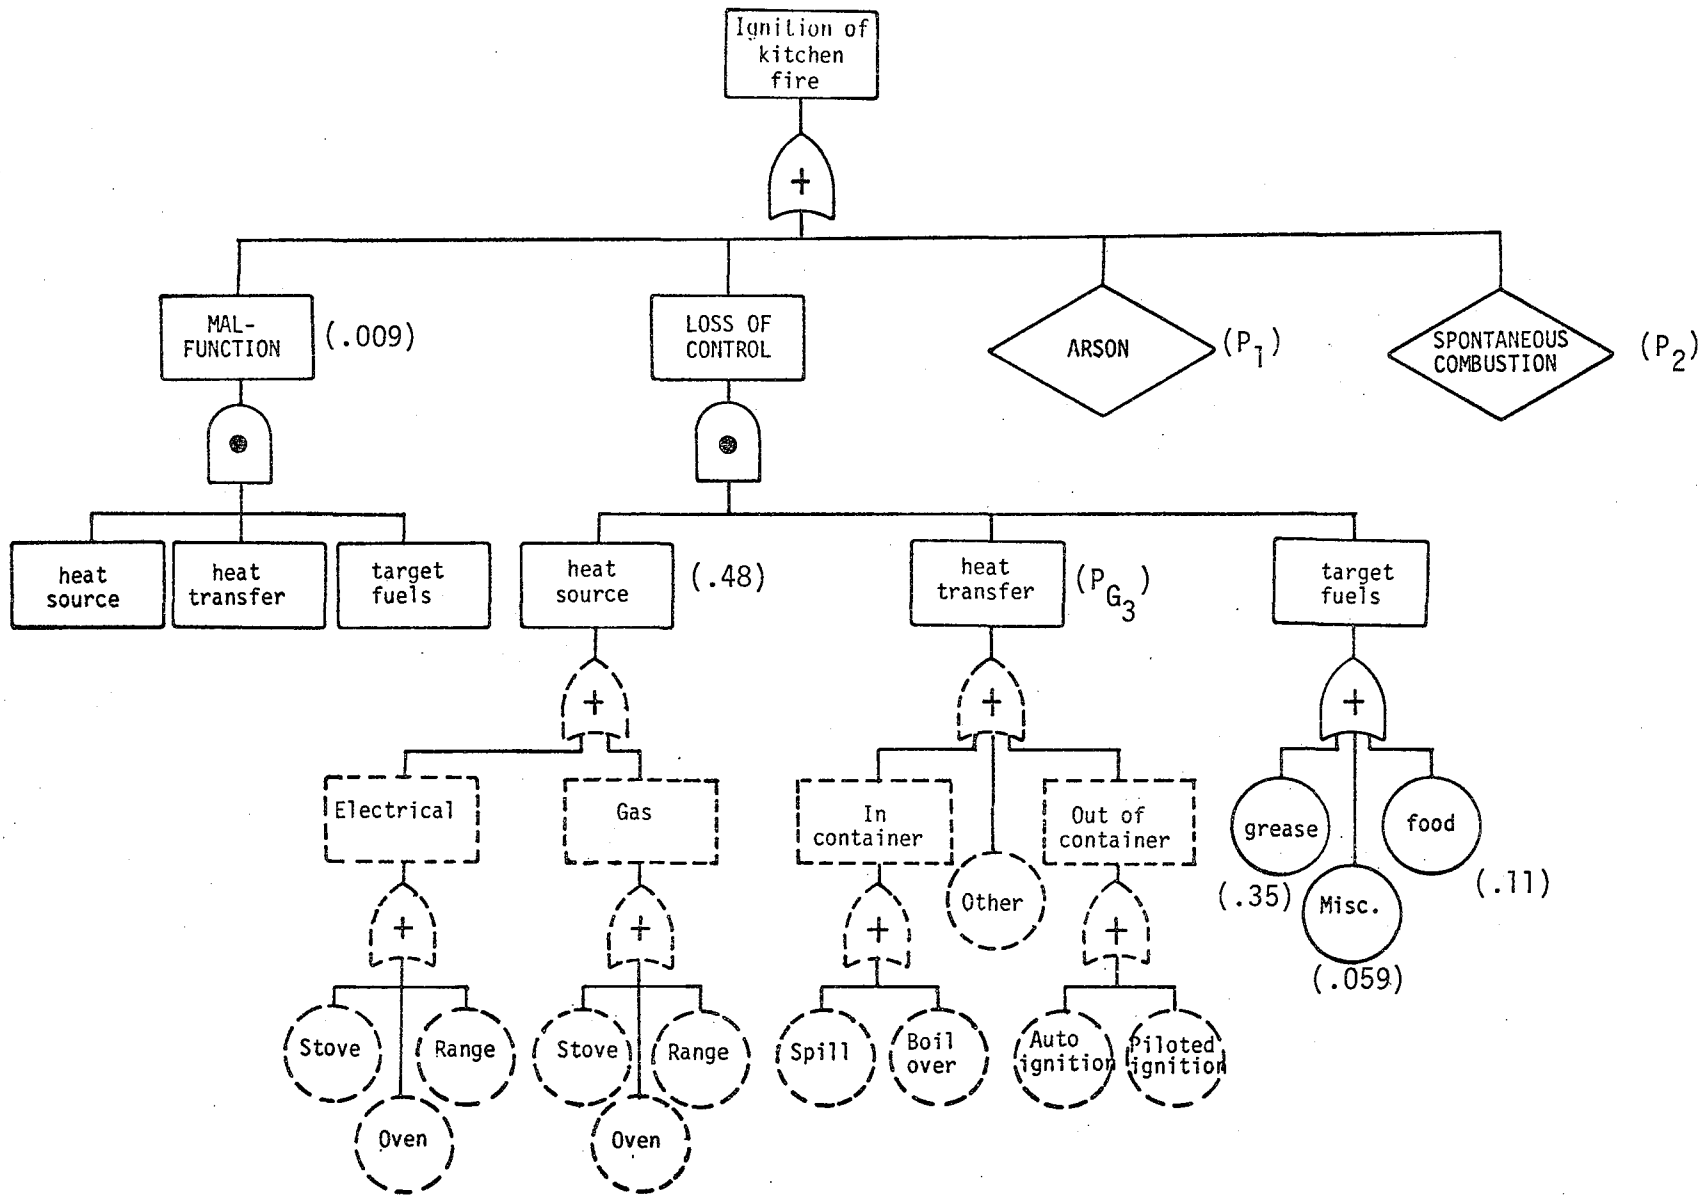 Ignition of
kitchen
fire
+
MAL-
FUNCTION
(.009)
LOSS OF
CONTROL
ARSON
(P1)
SPONTANEOUS
COMBUSTION
(P2)
heat
source
heat
transfer
target
fuels
heat
source
(.48)
heat
transfer
(PG3)
target
fuels
+
+
+
Electrical
Gas
In
container
Out of
container
grease
food
(.35)
(.11)
Other
Misc.
(.059)
+
+
+
+
Stove
Range
Oven
Stove
Range
Oven
Spill
Boil
over
Auto
ignition
Piloted
ignition